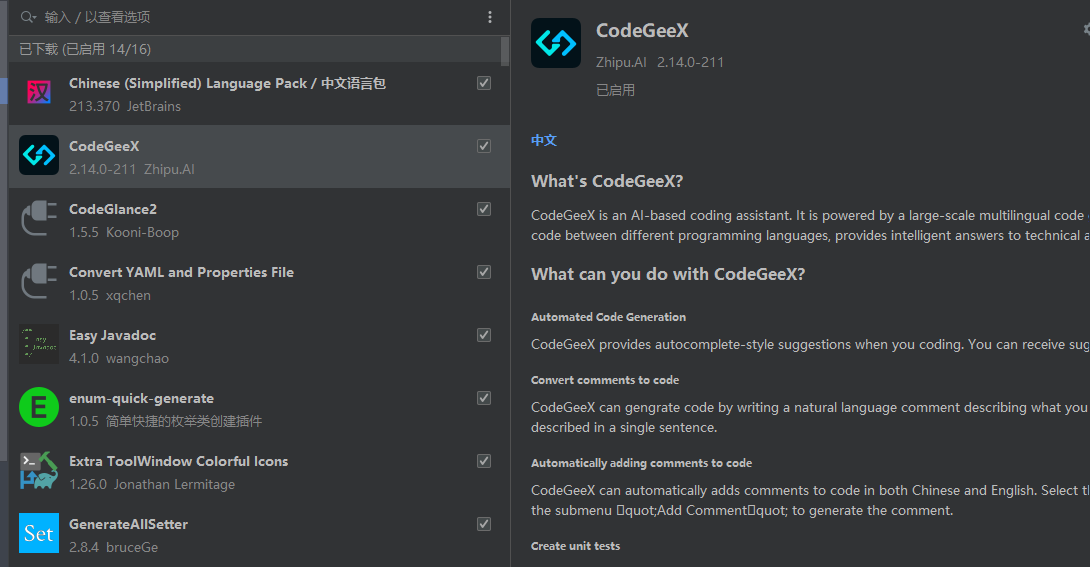 输入 / 以查看选项
已下载 (已启用 14/16)
汉
Chinese (Simplified) Language Pack / 中文语言包
213.370 JetBrains
CodeGeeX
2.14.0-211 Zhipu.AI
CodeGlance2
1.5.5 Kooni-Boop
Convert YAML and Properties File
1.0.5 xqchen
Easy Javadoc
4.1.0 wangchao
E
enum-quick-generate
1.0.5 简单快捷的枚举类创建插件
Extra ToolWindow Colorful Icons
1.26.0 Jonathan Lermitage
Set
GenerateAllSetter
2.8.4 bruceGe
CodeGeeX
Zhipu.AI 2.14.0-211
已启用
中文
What's CodeGeeX?
CodeGeeX is an AI-based coding assistant. It is powered by a large-scale multilingual code
code between different programming languages, provides intelligent answers to technical a
What can you do with CodeGeeX?
Automated Code Generation
CodeGeeX provides autocomplete-style suggestions when you coding. You can receive sug
Convert comments to code
CodeGeeX can gengrate code by writing a natural language comment describing what you
described in a single sentence.
Automatically adding comments to code
CodeGeeX can automatically adds comments to code in both Chinese and English. Select th
the submenu □quot;Add Comment□quot; to generate the comment.
Create unit tests